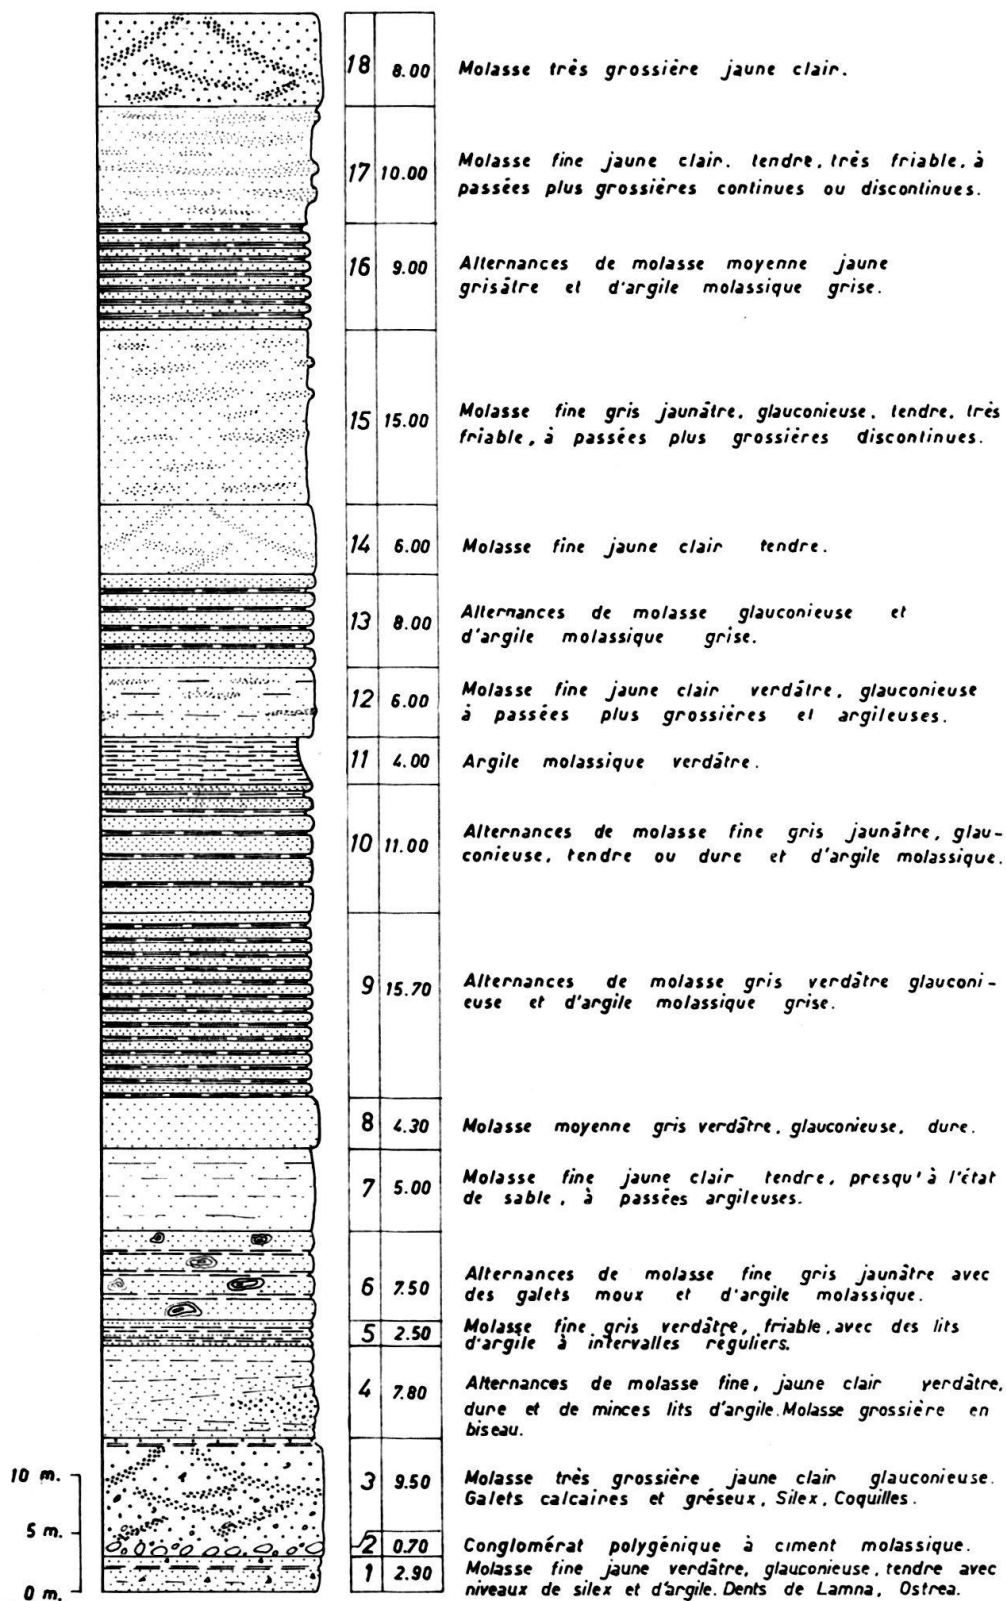 18 8.00 Molasse très grossière jaune clair.
17 10.00 Molasse fine jaune clair. tendre, très friable, à
passées plus grossières continues ou discontinues.
16 9.00 Alternances de molasse moyenne jaune
grisâtre et d'argile molassique grise.
15 15.00 Molasse fine gris jaunâtre, glauconieuse, tendre, très
friable, à passées plus grossières discontinues.
14 6.00 Molasse fine jaune clair tendre.
13 8.00 Alternances de molasse glauconieuse et
d'argile molassique grise.
12 6.00 Molasse fine jaune clair verdâtre, glauconieuse
à passées plus grossières et argileuses.
11 4.00 Argile molassique verdâtre.
10 11.00 Alternances de molasse fine gris jaunâtre, glau-
conieuse, tendre ou dure et d'argile molassique.
9 15.70 Alternances de molasse gris verdâtre glauconi-
euse et d'argile molassique grise.
8 4.30 Molasse moyenne gris verdâtre, glauconieuse, dure.
7 5.00 Molasse fine jaune clair tendre, presqu'à l'état
de sable, à passées argileuses.
6 7.50 Alternances de molasse fine gris jaunâtre avec
des galets moux et d'argile molassique.
5 2.50 Molasse fine gris verdâtre, friable, avec des lits
d'argile à intervalles réguliers.
4 7.80 Alternances de molasse fine, jaune clair verdâtre,
dure et de minces lits d'argile. Molasse grossière en
biseau.
10 m. 3 9.50 Molasse très grossière jaune clair glauconieuse.
Galets calcaires et gréseux, Silex, Coquilles.
5 m. 2 0.70 Conglomérat polygénique à ciment molassique.
1 2.90 Molasse fine jaune verdâtre, glauconieuse, tendre avec
0 m. niveaux de silex et d'argile. Dents de Lamna, Ostrea.